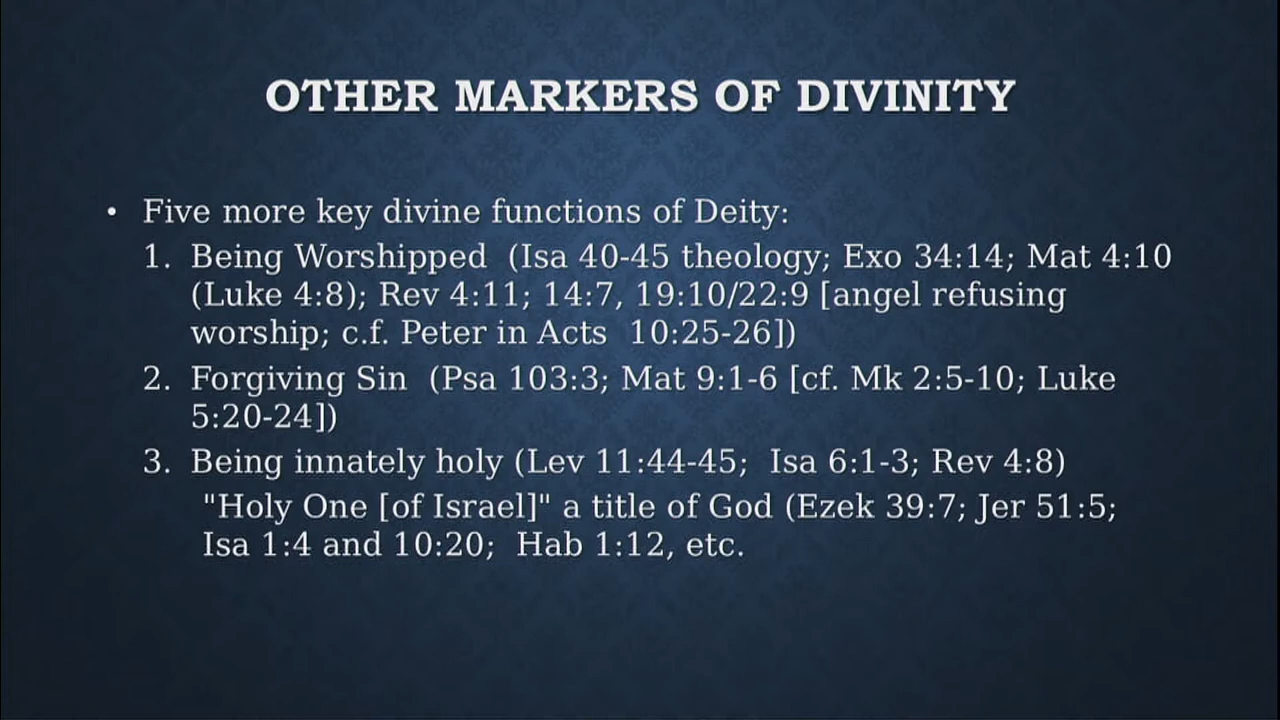 OTHER MARKERS OF DIVINITY
• Five more key divine functions of Deity:
1. Being Worshipped (Isa 40-45 theology; Exo 34:14; Mat 4:10
(Luke 4:8); Rev 4:11; 14:7, 19:10/22:9 [angel refusing
worship; c.f. Peter in Acts 10:25-26])
2. Forgiving Sin (Psa 103:3; Mat 9:1-6 [cf. Mk 2:5-10; Luke
5:20-24])
3. Being innately holy (Lev 11:44-45; Isa 6:1-3; Rev 4:8)
"Holy One [of Israel]" a title of God (Ezek 39:7; Jer 51:5;
Isa 1:4 and 10:20; Hab 1:12, etc.